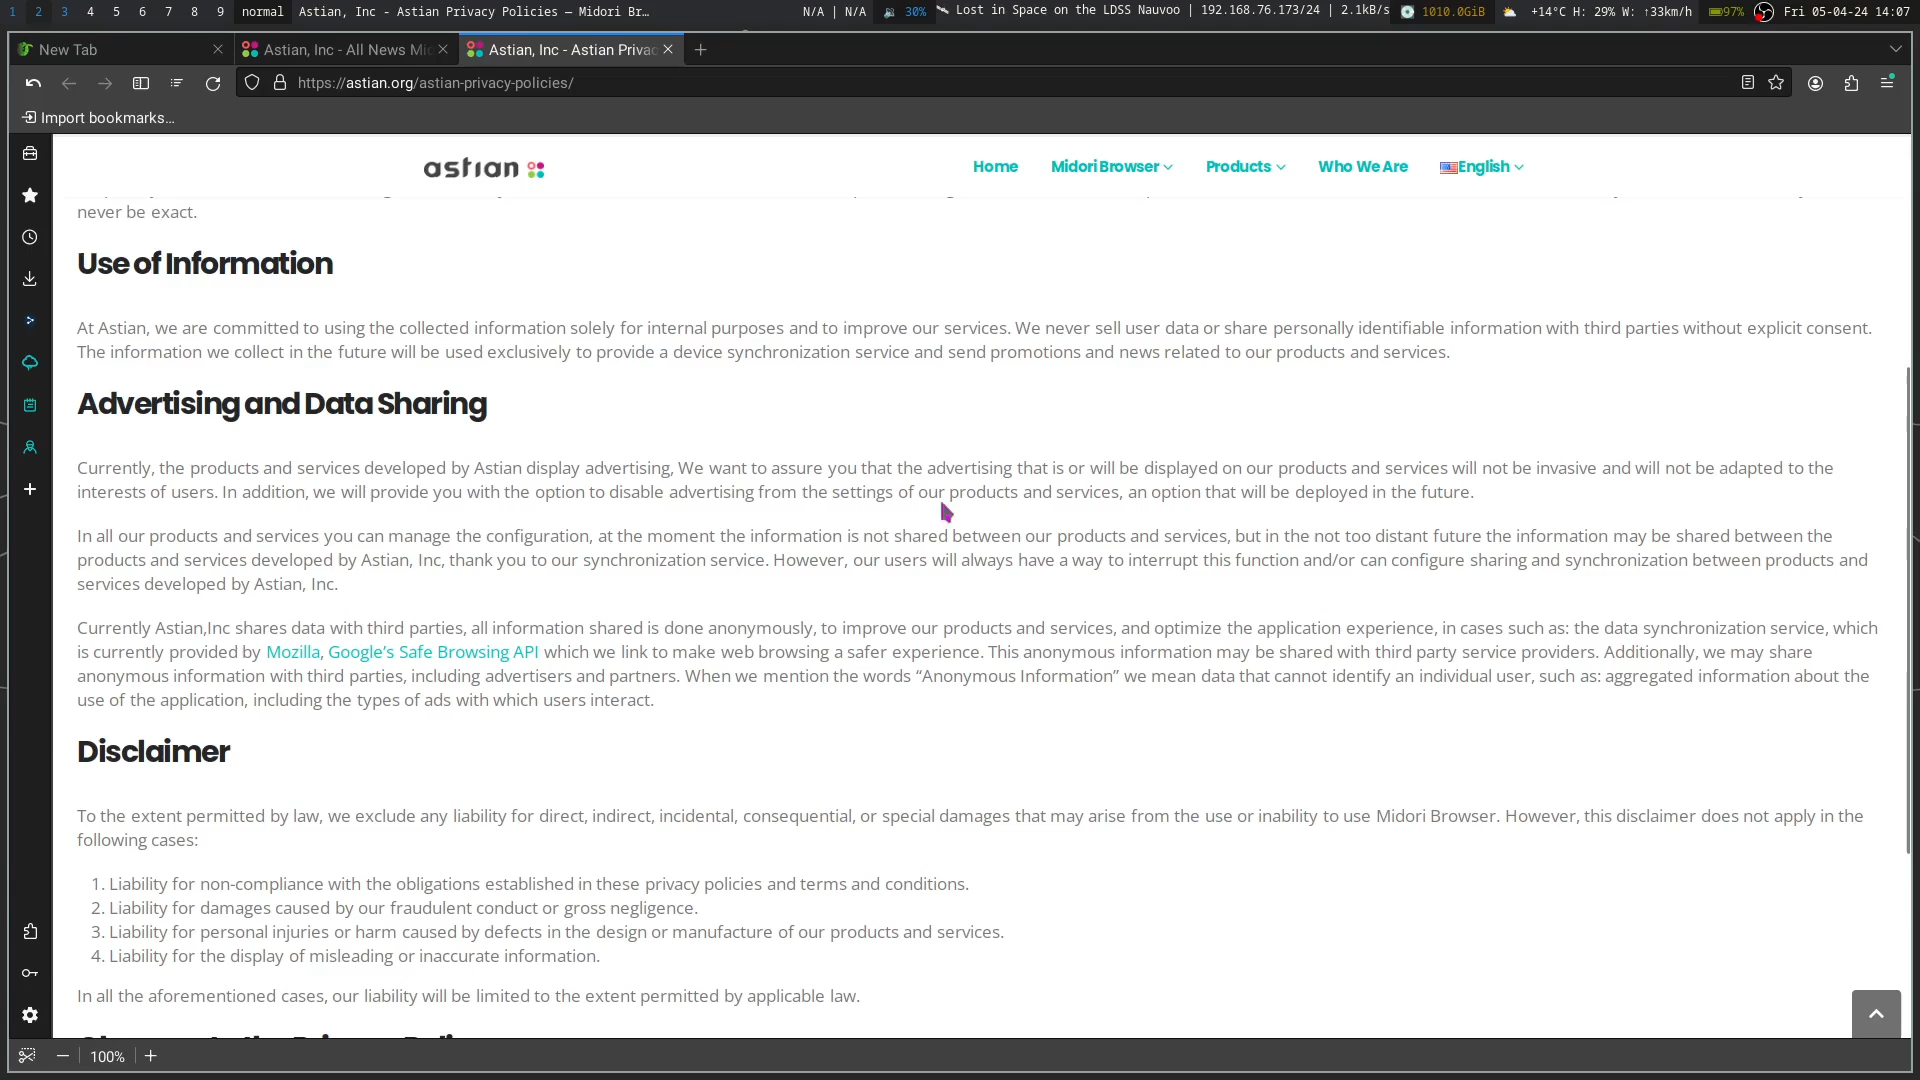 1 2 3 4 5 6 7 8 9 normal Astian, Inc - Astian Privacy Policies — Midori Br… N/A | N/A 30% Lost in Space on the LDSS Nauvoo | 192.168.76.173/24 | 2.1kB/s 1010.0GiB +14°C H: 29% W: ↑33km/h 97% Fri 05-04-24 14:07
New Tab Astian, Inc - All News Mi Astian, Inc - Astian Privac
https://astian.org/astian-privacy-policies/
Import bookmarks…
astian Home Midori Browser Products Who We Are English
never be exact.
Use of Information
At Astian, we are committed to using the collected information solely for internal purposes and to improve our services. We never sell user data or share personally identifiable information with third parties without explicit consent.
The information we collect in the future will be used exclusively to provide a device synchronization service and send promotions and news related to our products and services.
Advertising and Data Sharing
Currently, the products and services developed by Astian display advertising, We want to assure you that the advertising that is or will be displayed on our products and services will not be invasive and will not be adapted to the
interests of users. In addition, we will provide you with the option to disable advertising from the settings of our products and services, an option that will be deployed in the future.
In all our products and services you can manage the configuration, at the moment the information is not shared between our products and services, but in the not too distant future the information may be shared between the
products and services developed by Astian, Inc, thank you to our synchronization service. However, our users will always have a way to interrupt this function and/or can configure sharing and synchronization between products and
services developed by Astian, Inc.
Currently Astian,Inc shares data with third parties, all information shared is done anonymously, to improve our products and services, and optimize the application experience, in cases such as: the data synchronization service, which
is currently provided by Mozilla, Google's Safe Browsing API which we link to make web browsing a safer experience. This anonymous information may be shared with third party service providers. Additionally, we may share
anonymous information with third parties, including advertisers and partners. When we mention the words “Anonymous Information” we mean data that cannot identify an individual user, such as: aggregated information about the
use of the application, including the types of ads with which users interact.
Disclaimer
To the extent permitted by law, we exclude any liability for direct, indirect, incidental, consequential, or special damages that may arise from the use or inability to use Midori Browser. However, this disclaimer does not apply in the
following cases:
1. Liability for non-compliance with the obligations established in these privacy policies and terms and conditions.
2. Liability for damages caused by our fraudulent conduct or gross negligence.
3. Liability for personal injuries or harm caused by defects in the design or manufacture of our products and services.
4. Liability for the display of misleading or inaccurate information.
In all the aforementioned cases, our liability will be limited to the extent permitted by applicable law.
100%